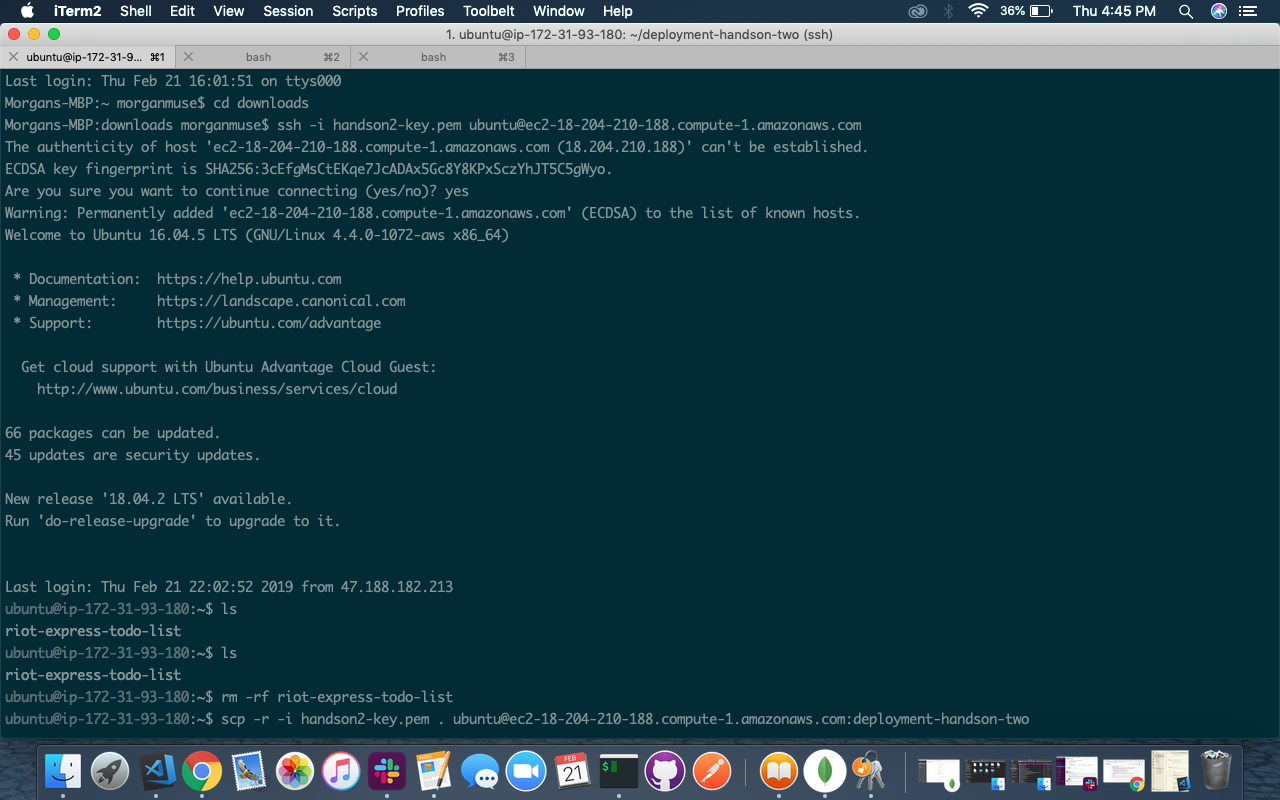 iTerm2 Shell Edit View Session Scripts Profiles Toolbelt Window Help 36% Thu 4:45 PM
1. ubuntu@ip-172-31-93-180: ~/deployment-handson-two (ssh)
ubuntu@ip-172-31-9... ⌘1 bash ⌘2 bash ⌘3
Last login: Thu Feb 21 16:01:51 on ttys000
Morgans-MBP:~ morganmuse$ cd downloads
Morgans-MBP:downloads morganmuse$ ssh -i handson2-key.pem ubuntu@ec2-18-204-210-188.compute-1.amazonaws.com
The authenticity of host 'ec2-18-204-210-188.compute-1.amazonaws.com (18.204.210.188)' can't be established.
ECDSA key fingerprint is SHA256:3cEfgMsCtEKqe7JcADAx5Gc8Y8KPxSczYhJT5C5gWyo.
Are you sure you want to continue connecting (yes/no)? yes
Warning: Permanently added 'ec2-18-204-210-188.compute-1.amazonaws.com' (ECDSA) to the list of known hosts.
Welcome to Ubuntu 16.04.5 LTS (GNU/Linux 4.4.0-1072-aws x86_64)
* Documentation: https://help.ubuntu.com
* Management: https://landscape.canonical.com
* Support: https://ubuntu.com/advantage
Get cloud support with Ubuntu Advantage Cloud Guest:
http://www.ubuntu.com/business/services/cloud
66 packages can be updated.
45 updates are security updates.
New release '18.04.2 LTS' available.
Run 'do-release-upgrade' to upgrade to it.
Last login: Thu Feb 21 22:02:52 2019 from 47.188.182.213
ubuntu@ip-172-31-93-180:~$ ls
riot-express-todo-list
ubuntu@ip-172-31-93-180:~$ ls
riot-express-todo-list
ubuntu@ip-172-31-93-180:~$ rm -rf riot-express-todo-list
ubuntu@ip-172-31-93-180:~$ scp -r -i handson2-key.pem . ubuntu@ec2-18-204-210-188.compute-1.amazonaws.com:deployment-handson-two
FEB
21
$